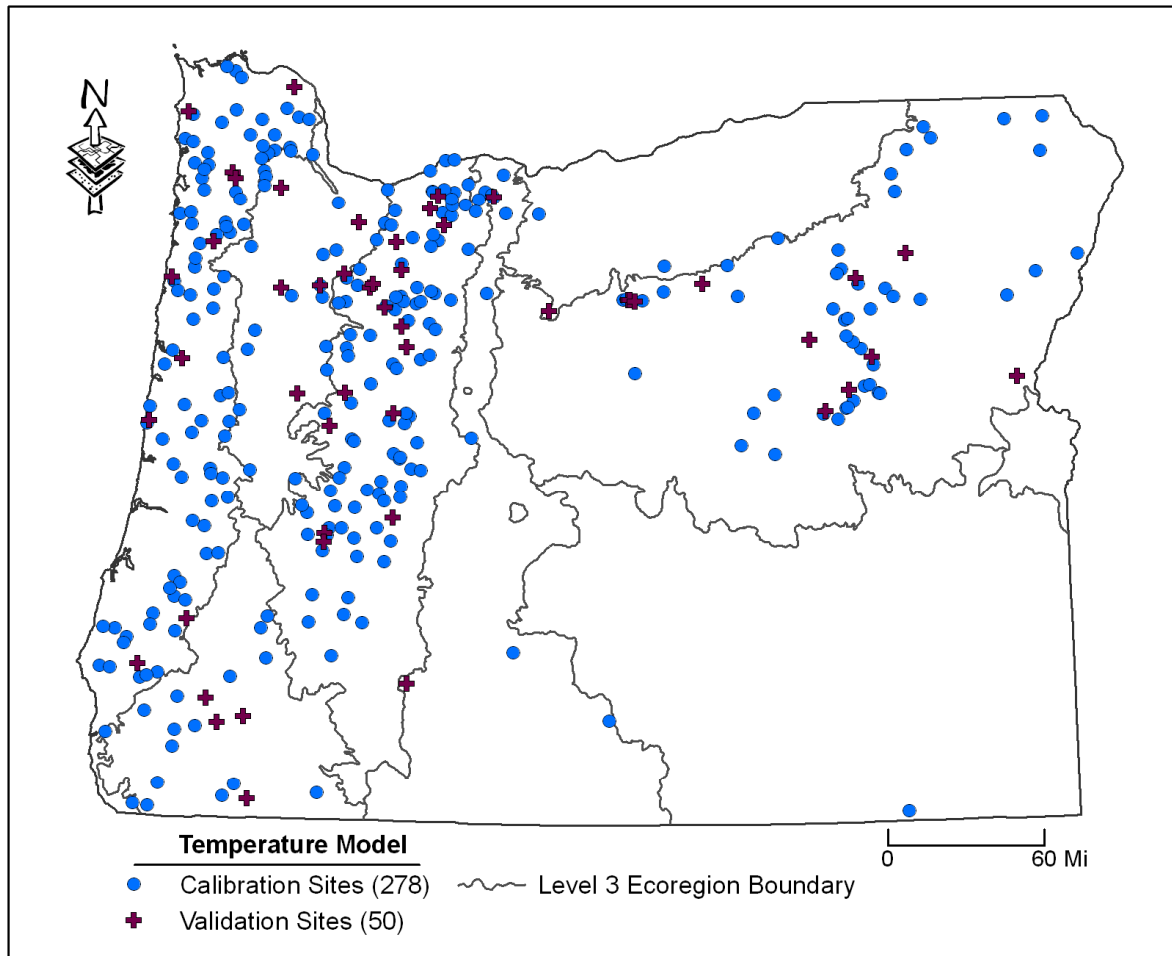 N
0 60 Mi
Temperature Model
Calibration Sites (278) Level 3 Ecoregion Boundary
Validation Sites (50)